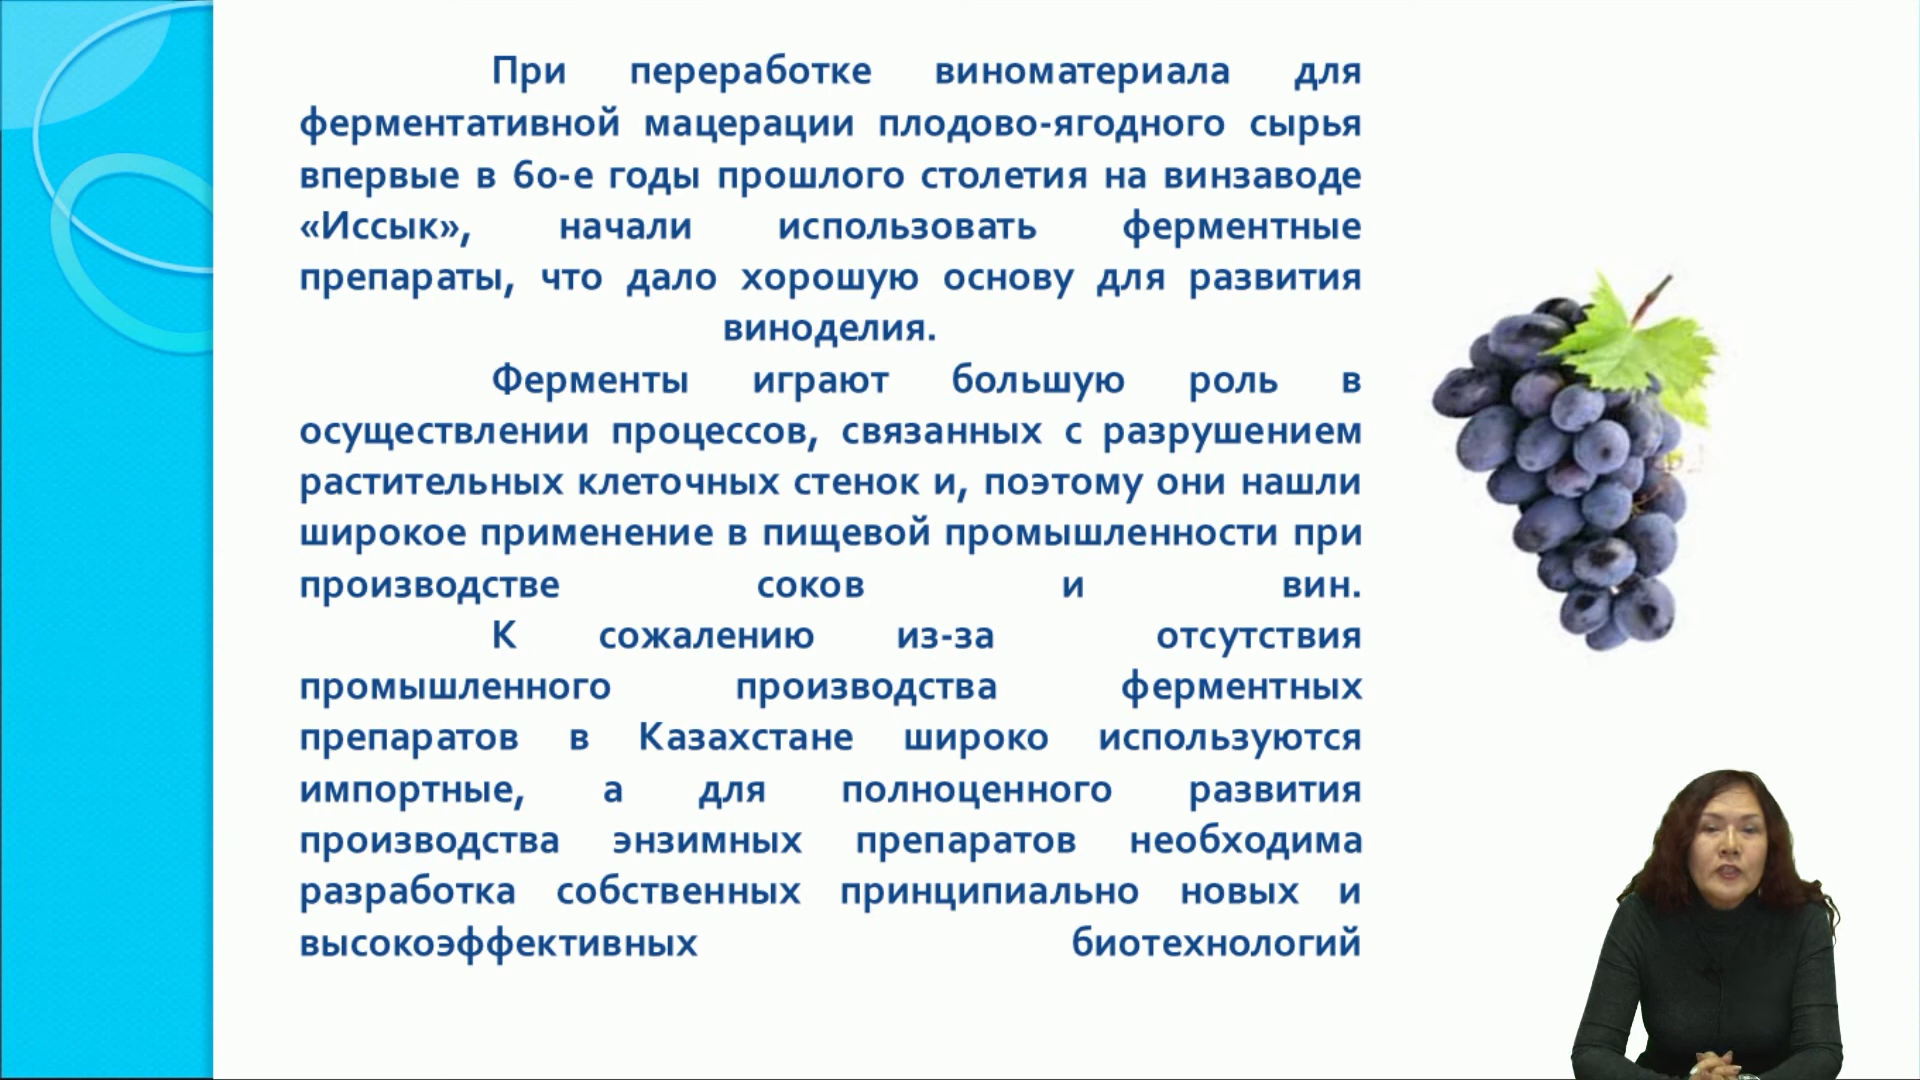 При переработке виноматериала для
ферментативной мацерации плодово-ягодного сырья
впервые в 60-е годы прошлого столетия на винзаводе
«Иссык», начали использовать ферментные
препараты, что дало хорошую основу для развития
виноделия.
Ферменты играют большую роль в
осуществлении процессов, связанных с разрушением
растительных клеточных стенок и, поэтому они нашли
широкое применение в пищевой промышленности при
производстве соков и вин.
К сожалению из-за отсутствия
промышленного производства ферментных
препаратов в Казахстане широко используются
импортные, а для полноценного развития
производства энзимных препаратов необходима
разработка собственных принципиально новых и
высокоэффективных биотехнологий